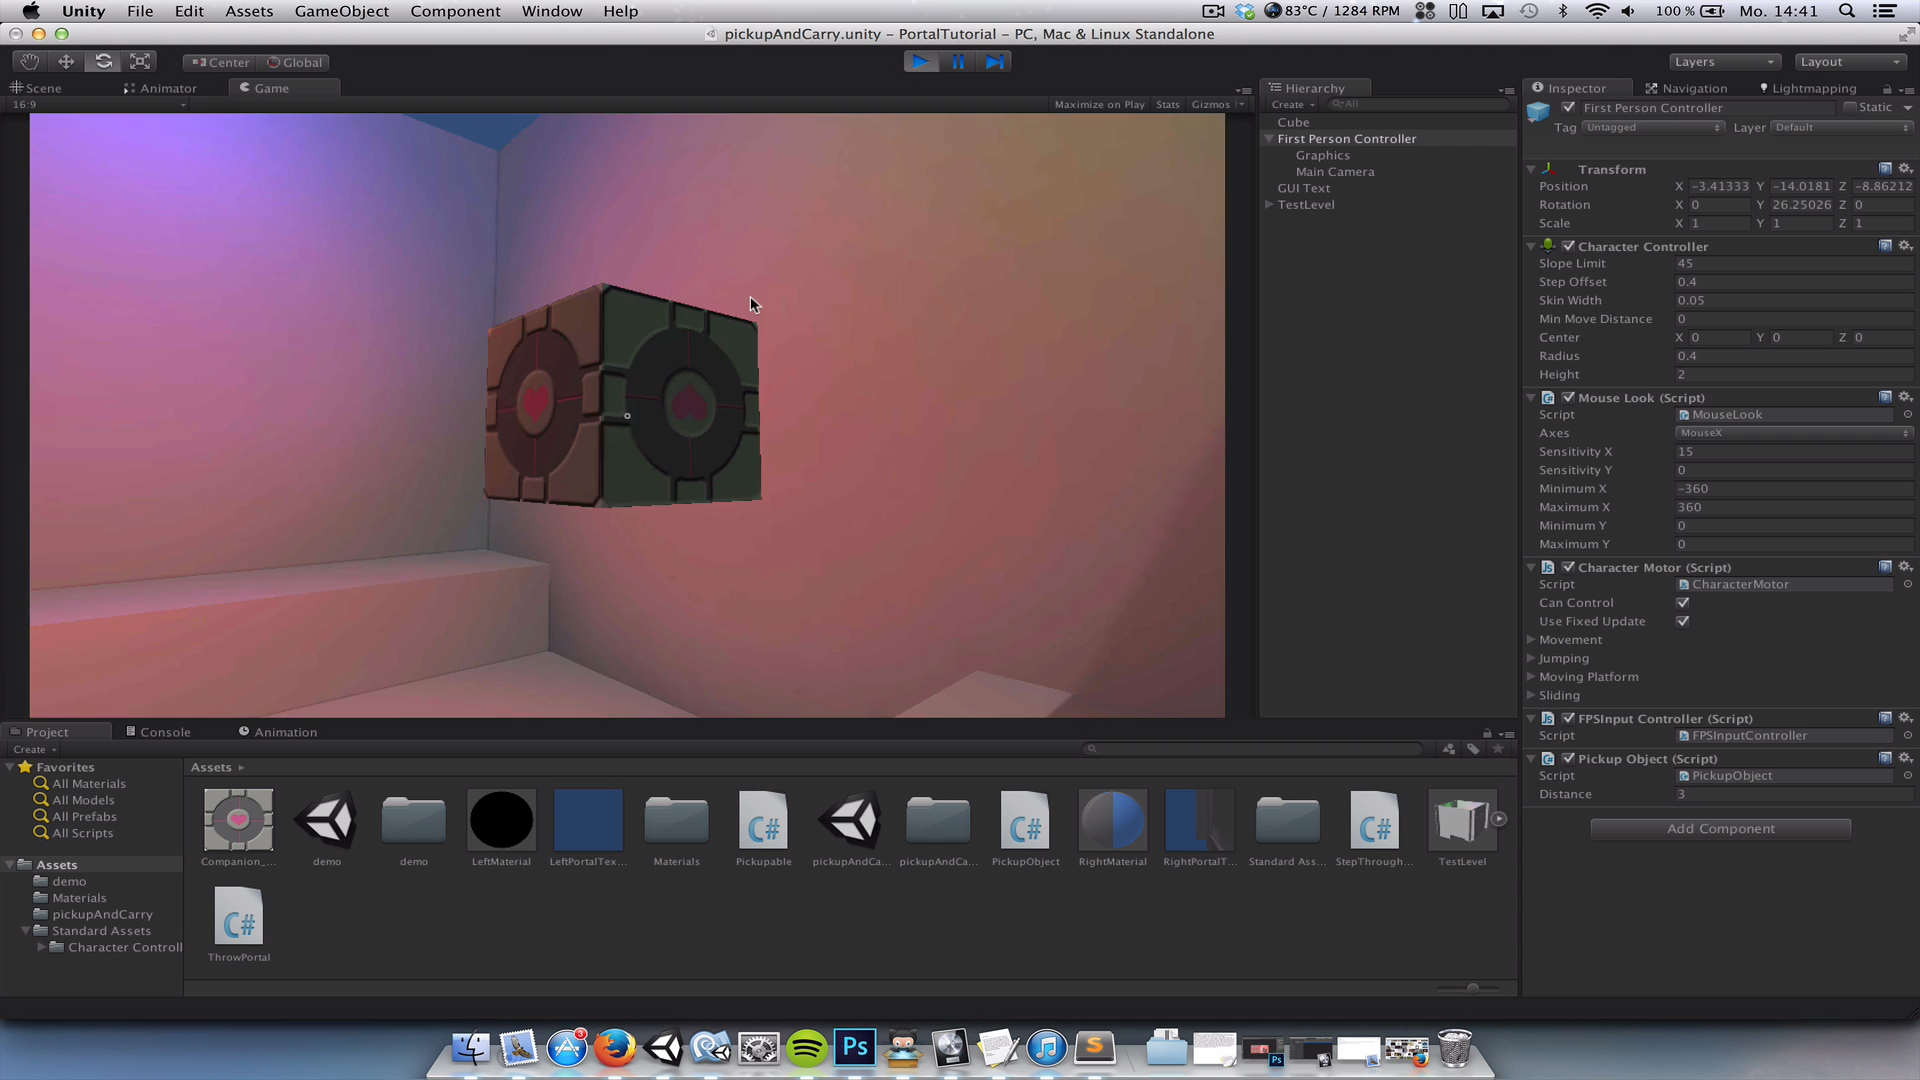 Unity File Edit Assets GameObject Component Window Help
83°C / 1284 RPM 100 % Mo. 14:41
pickupAndCarry.unity – PortalTutorial – PC, Mac & Linux Standalone
Center Global
Layers Layout
Scene Animator Game
16:9 Maximize on Play Stats Gizmos
Hierarchy
Create All
Cube
First Person Controller
Graphics
Main Camera
GUI Text
TestLevel
Inspector Navigation Lightmapping
First Person Controller Static
Tag Untagged Layer Default
Transform
Position X -3.41333 Y -14.0181 Z -8.86212
Rotation X 0 Y 26.25026 Z 0
Scale X 1 Y 1 Z 1
Character Controller
Slope Limit 45
Step Offset 0.4
Skin Width 0.05
Min Move Distance 0
Center X 0 Y 0 Z 0
Radius 0.4
Height 2
C# Mouse Look (Script)
Script MouseLook
Axes MouseX
Sensitivity X 15
Sensitivity Y 0
Minimum X -360
Maximum X 360
Minimum Y 0
Maximum Y 0
Js Character Motor (Script)
Script CharacterMotor
Can Control
Use Fixed Update
Movement
Jumping
Moving Platform
Sliding
Js FPSInput Controller (Script)
Script FPSInputController
C# Pickup Object (Script)
Script PickupObject
Distance 3
Add Component
Project Console Animation
Create
Favorites
All Materials
All Models
All Prefabs
All Scripts
Assets
demo
Materials
pickupAndCarry
Standard Assets
Character Controll
Assets
C# C# C#
Companion_... demo demo LeftMaterial LeftPortalTex... Materials Pickupable pickupAndCa... pickupAndCa... PickupObject RightMaterial RightPortalT... Standard Ass... StepThrough... TestLevel
C#
ThrowPortal
3
Ps S Ps